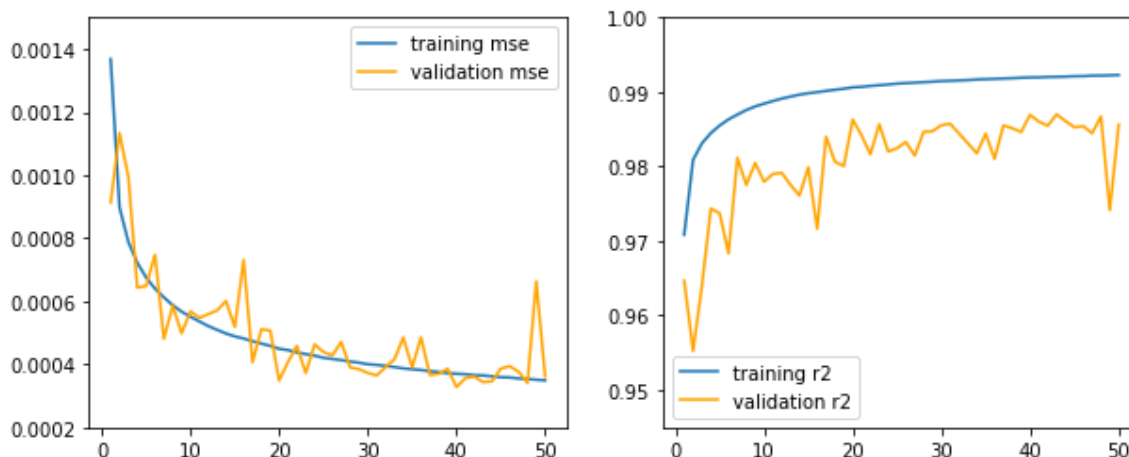 training mse
validation mse
0.0014
0.0012
0.0010
0.0008
0.0006
0.0004
0.0002
0 10 20 30 40 50
1.00
0.99
0.98
0.97
0.96
0.95
training r2
validation r2
0 10 20 30 40 50